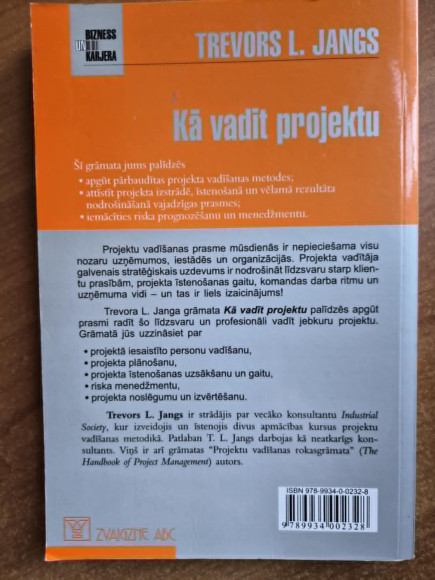 BIZNESS
UN
KARJERA
TREVORS L. JANGS
Kā vadīt projektu
Šī grāmata jums palīdzēs
• apgūt pārbaudītas projekta vadīšanas metodes;
• attīstīt projekta izstrādē, īstenošanā un vēlamā rezultāta
nodrošināšanā vajadzīgas prasmes;
• iemācīties riska prognozēšanu un menedžmentu.
Projektu vadīšanas prasme mūsdienās ir nepieciešama visu
nozaru uzņēmumos, iestādēs un organizācijās. Projekta vadītāja
galvenais stratēģiskais uzdevums ir nodrošināt līdzsvaru starp klien-
tu prasībām, projekta īstenošanas gaitu, komandas darba ritmu un
uzņēmuma vidi – un tas ir liels izaicinājums!
Trevora L. Janga grāmata Kā vadīt projektu palīdzēs apgūt
prasmi radīt šo līdzsvaru un profesionāli vadīt jebkuru projektu.
Grāmatā jūs uzzināsiet par
• projektā iesaistīto personu vadīšanu,
• projekta plānošanu,
• projekta īstenošanas uzsākšanu un gaitu,
• riska menedžmentu,
• projekta noslēgumu un izvērtēšanu.
Trevors L. Jangs ir strādājis par vecāko konsultantu Industrial
Society, kur izveidojis un īstenojis divus apmācības kursus projektu
vadīšanas metodikā. Patlaban T. L. Jangs darbojas kā neatkarīgs kon-
sultants. Viņš ir arī grāmatas “Projektu vadīšanas rokasgrāmata” (The
Handbook of Project Management) autors.
ISBN 978-9934-0-0232-8
9 789934 002328
ZVAIGZNE ABC